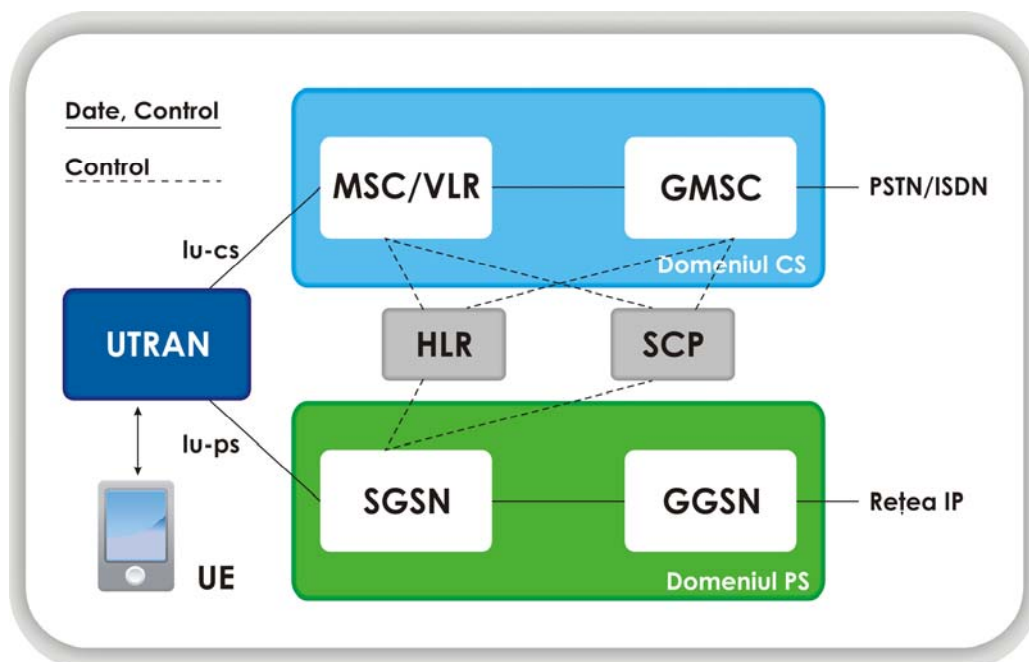 Date, Control
Control
MSC/VLR
GMSC
PSTN/ISDN
Domeniul CS
Iu-cs
UTRAN
HLR
SCP
Iu-ps
SGSN
GGSN
Rețea IP
UE
Domeniul PS